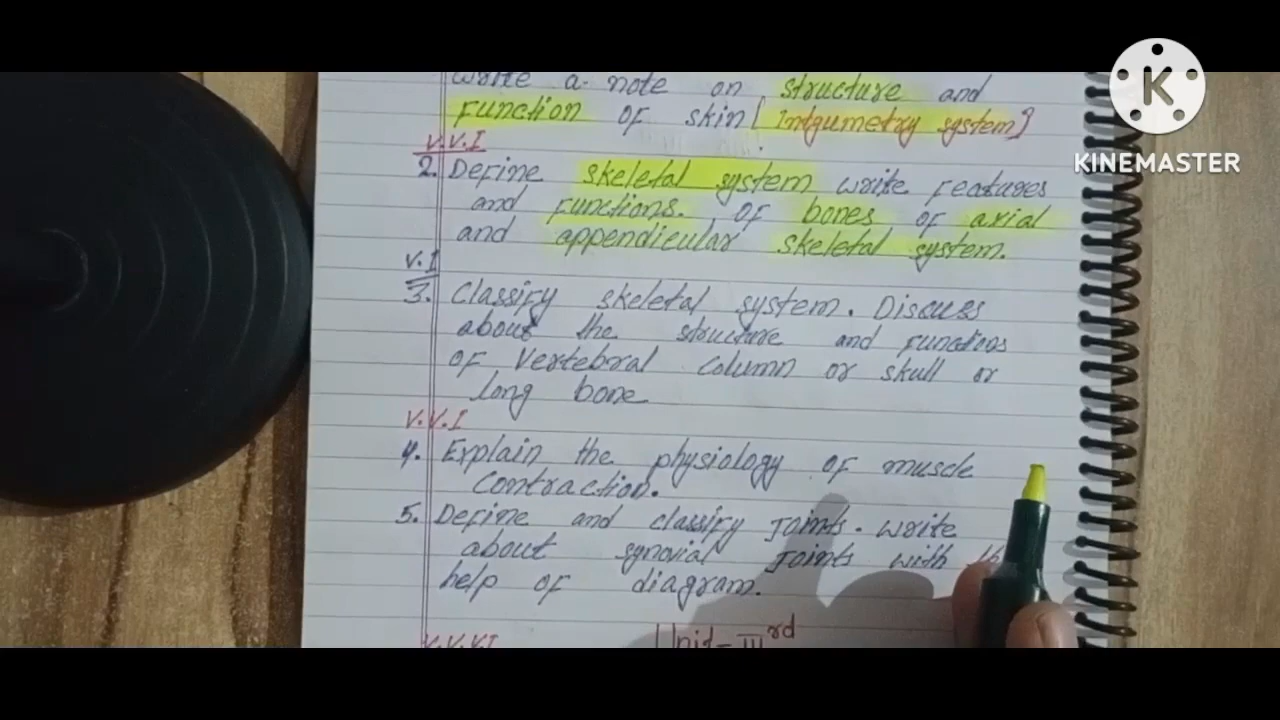 write a note on structure and
Function of skin [Intgumetry system]
V.V.I
2. Define skeletal system write Features
and Functions. of bones of axial
and appendicular skeletal system.
V.I
3. Classify skeletal system. Discuss
about the structure and Functions
of Vertebral Column or skull or
long bone
V.V.I
4. Explain the physiology of muscle
Contraction.
5. Define and classify Joints. write
about synovial Joints with th
help of diagram.
V.V.V.I
Unit-IIIrd
K
KINEMASTER